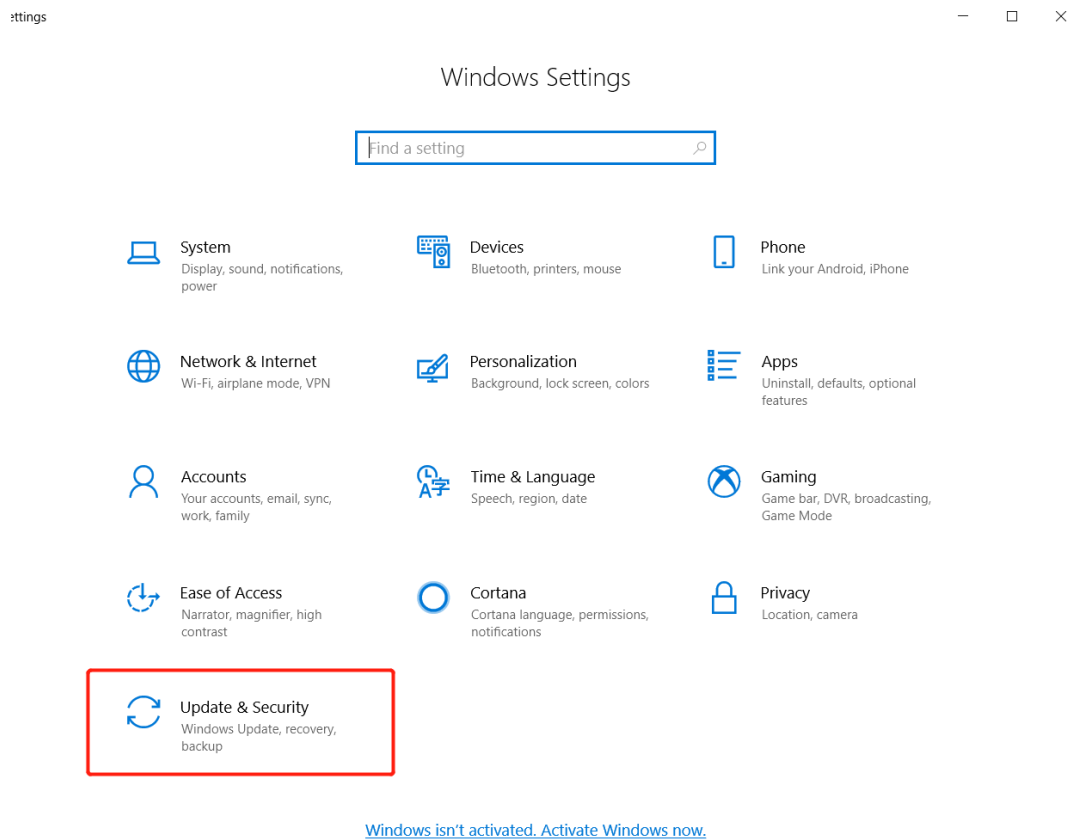 ettings
Windows Settings
Find a setting
System
Display, sound, notifications,
power
Devices
Bluetooth, printers, mouse
Phone
Link your Android, iPhone
Network & Internet
Wi-Fi, airplane mode, VPN
Personalization
Background, lock screen, colors
Apps
Uninstall, defaults, optional
features
Accounts
Your accounts, email, sync,
work, family
Time & Language
Speech, region, date
Gaming
Game bar, DVR, broadcasting,
Game Mode
Ease of Access
Narrator, magnifier, high
contrast
Cortana
Cortana language, permissions,
notifications
Privacy
Location, camera
Update & Security
Windows Update, recovery,
backup
Windows isn't activated. Activate Windows now.